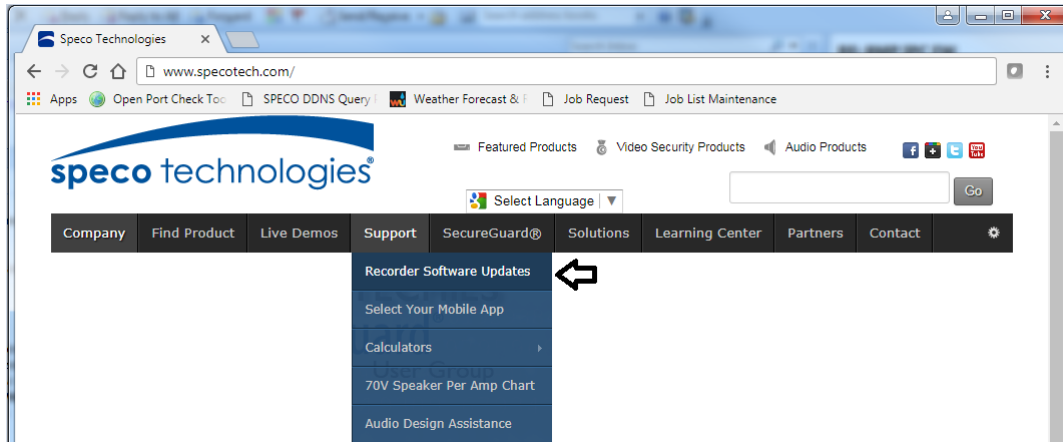 Speco Technologies
www.specotech.com/
Apps Open Port Check Too SPECO DDNS Query Weather Forecast & Job Request Job List Maintenance
speco technologies®
Featured Products Video Security Products Audio Products
Select Language
Go
Company Find Product Live Demos Support SecureGuard® Solutions Learning Center Partners Contact
Recorder Software Updates
Select Your Mobile App
Calculators
User Group
70V Speaker Per Amp Chart
Audio Design Assistance